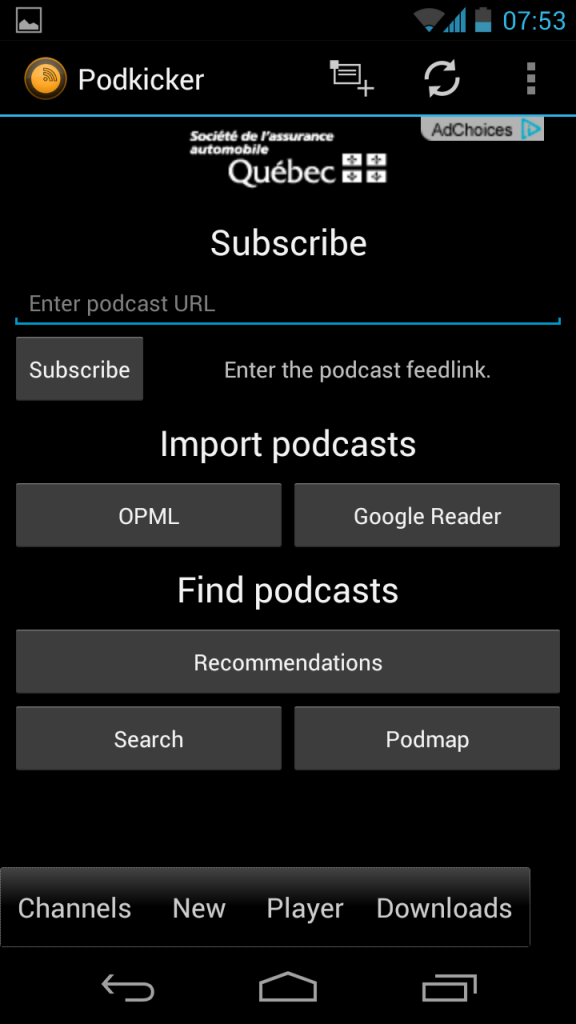 07:53
Podkicker
AdChoices
Société de l'assurance
automobile
Québec
Subscribe
Enter podcast URL
Subscribe
Enter the podcast feedlink.
Import podcasts
OPML
Google Reader
Find podcasts
Recommendations
Search
Podmap
Channels
New
Player
Downloads